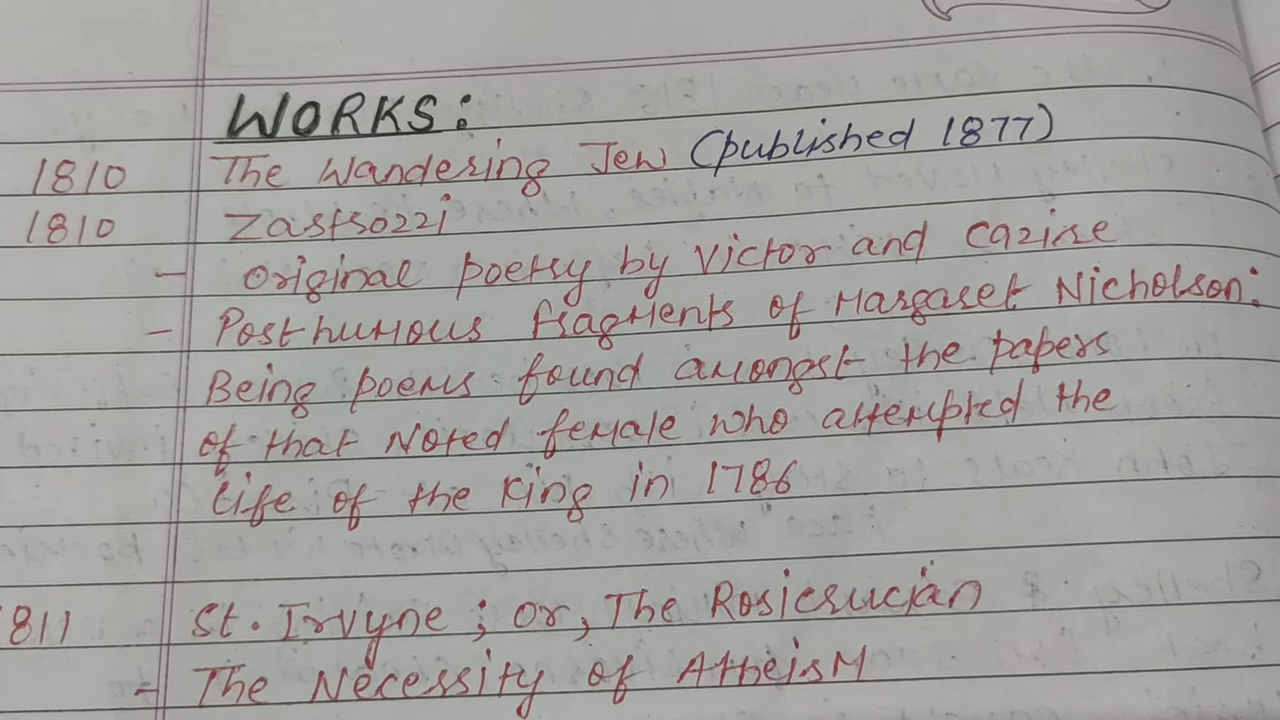 WORKS:
1810 The Wandering Jew (published 1877)
1810 Zastrozzi
- Original poetry by Victor and Cazire
- Posthumous fragments of Margaret Nicholson:
Being poems found amongst the papers
of that Noted female who attempted the
Life of the King in 1786
1811 St. Irvyne; or, The Rosicrucian
- The Necessity of Atheism